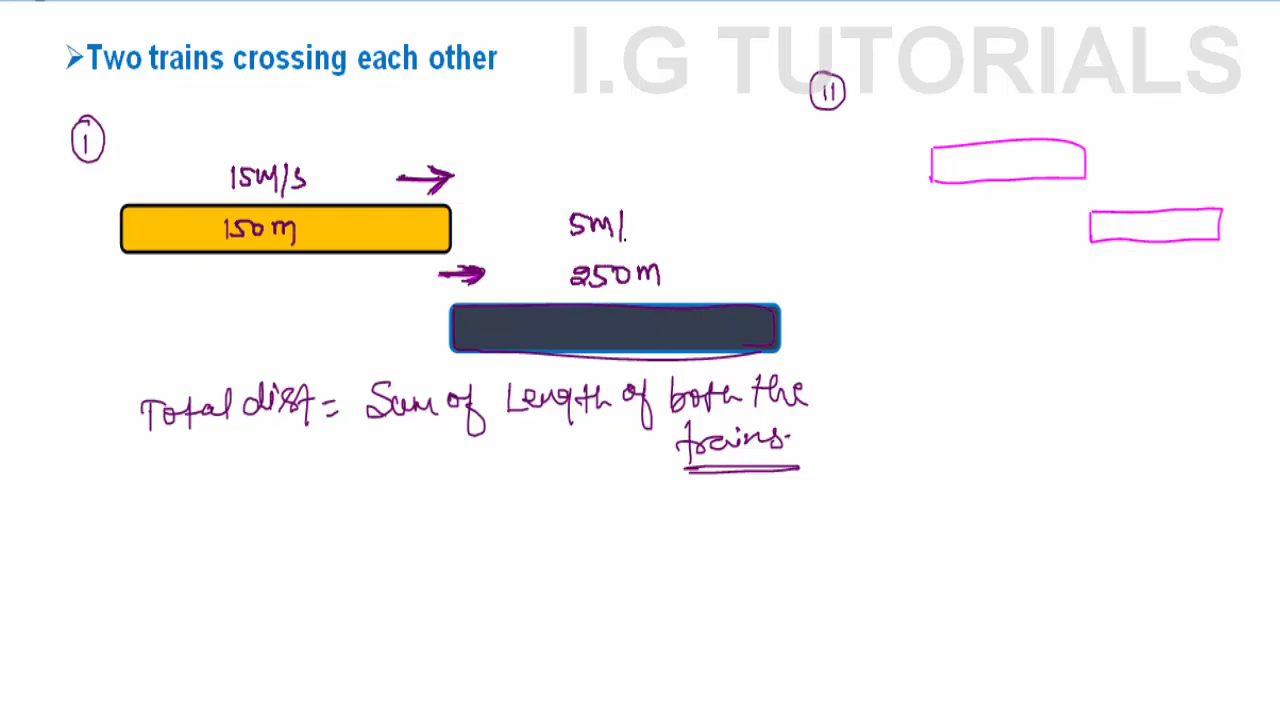 Two trains crossing each other
I.G TUTORIALS
I
II
15m/s
150m
5m/.
250m
Total dist = Sum of Length of both the
trains.